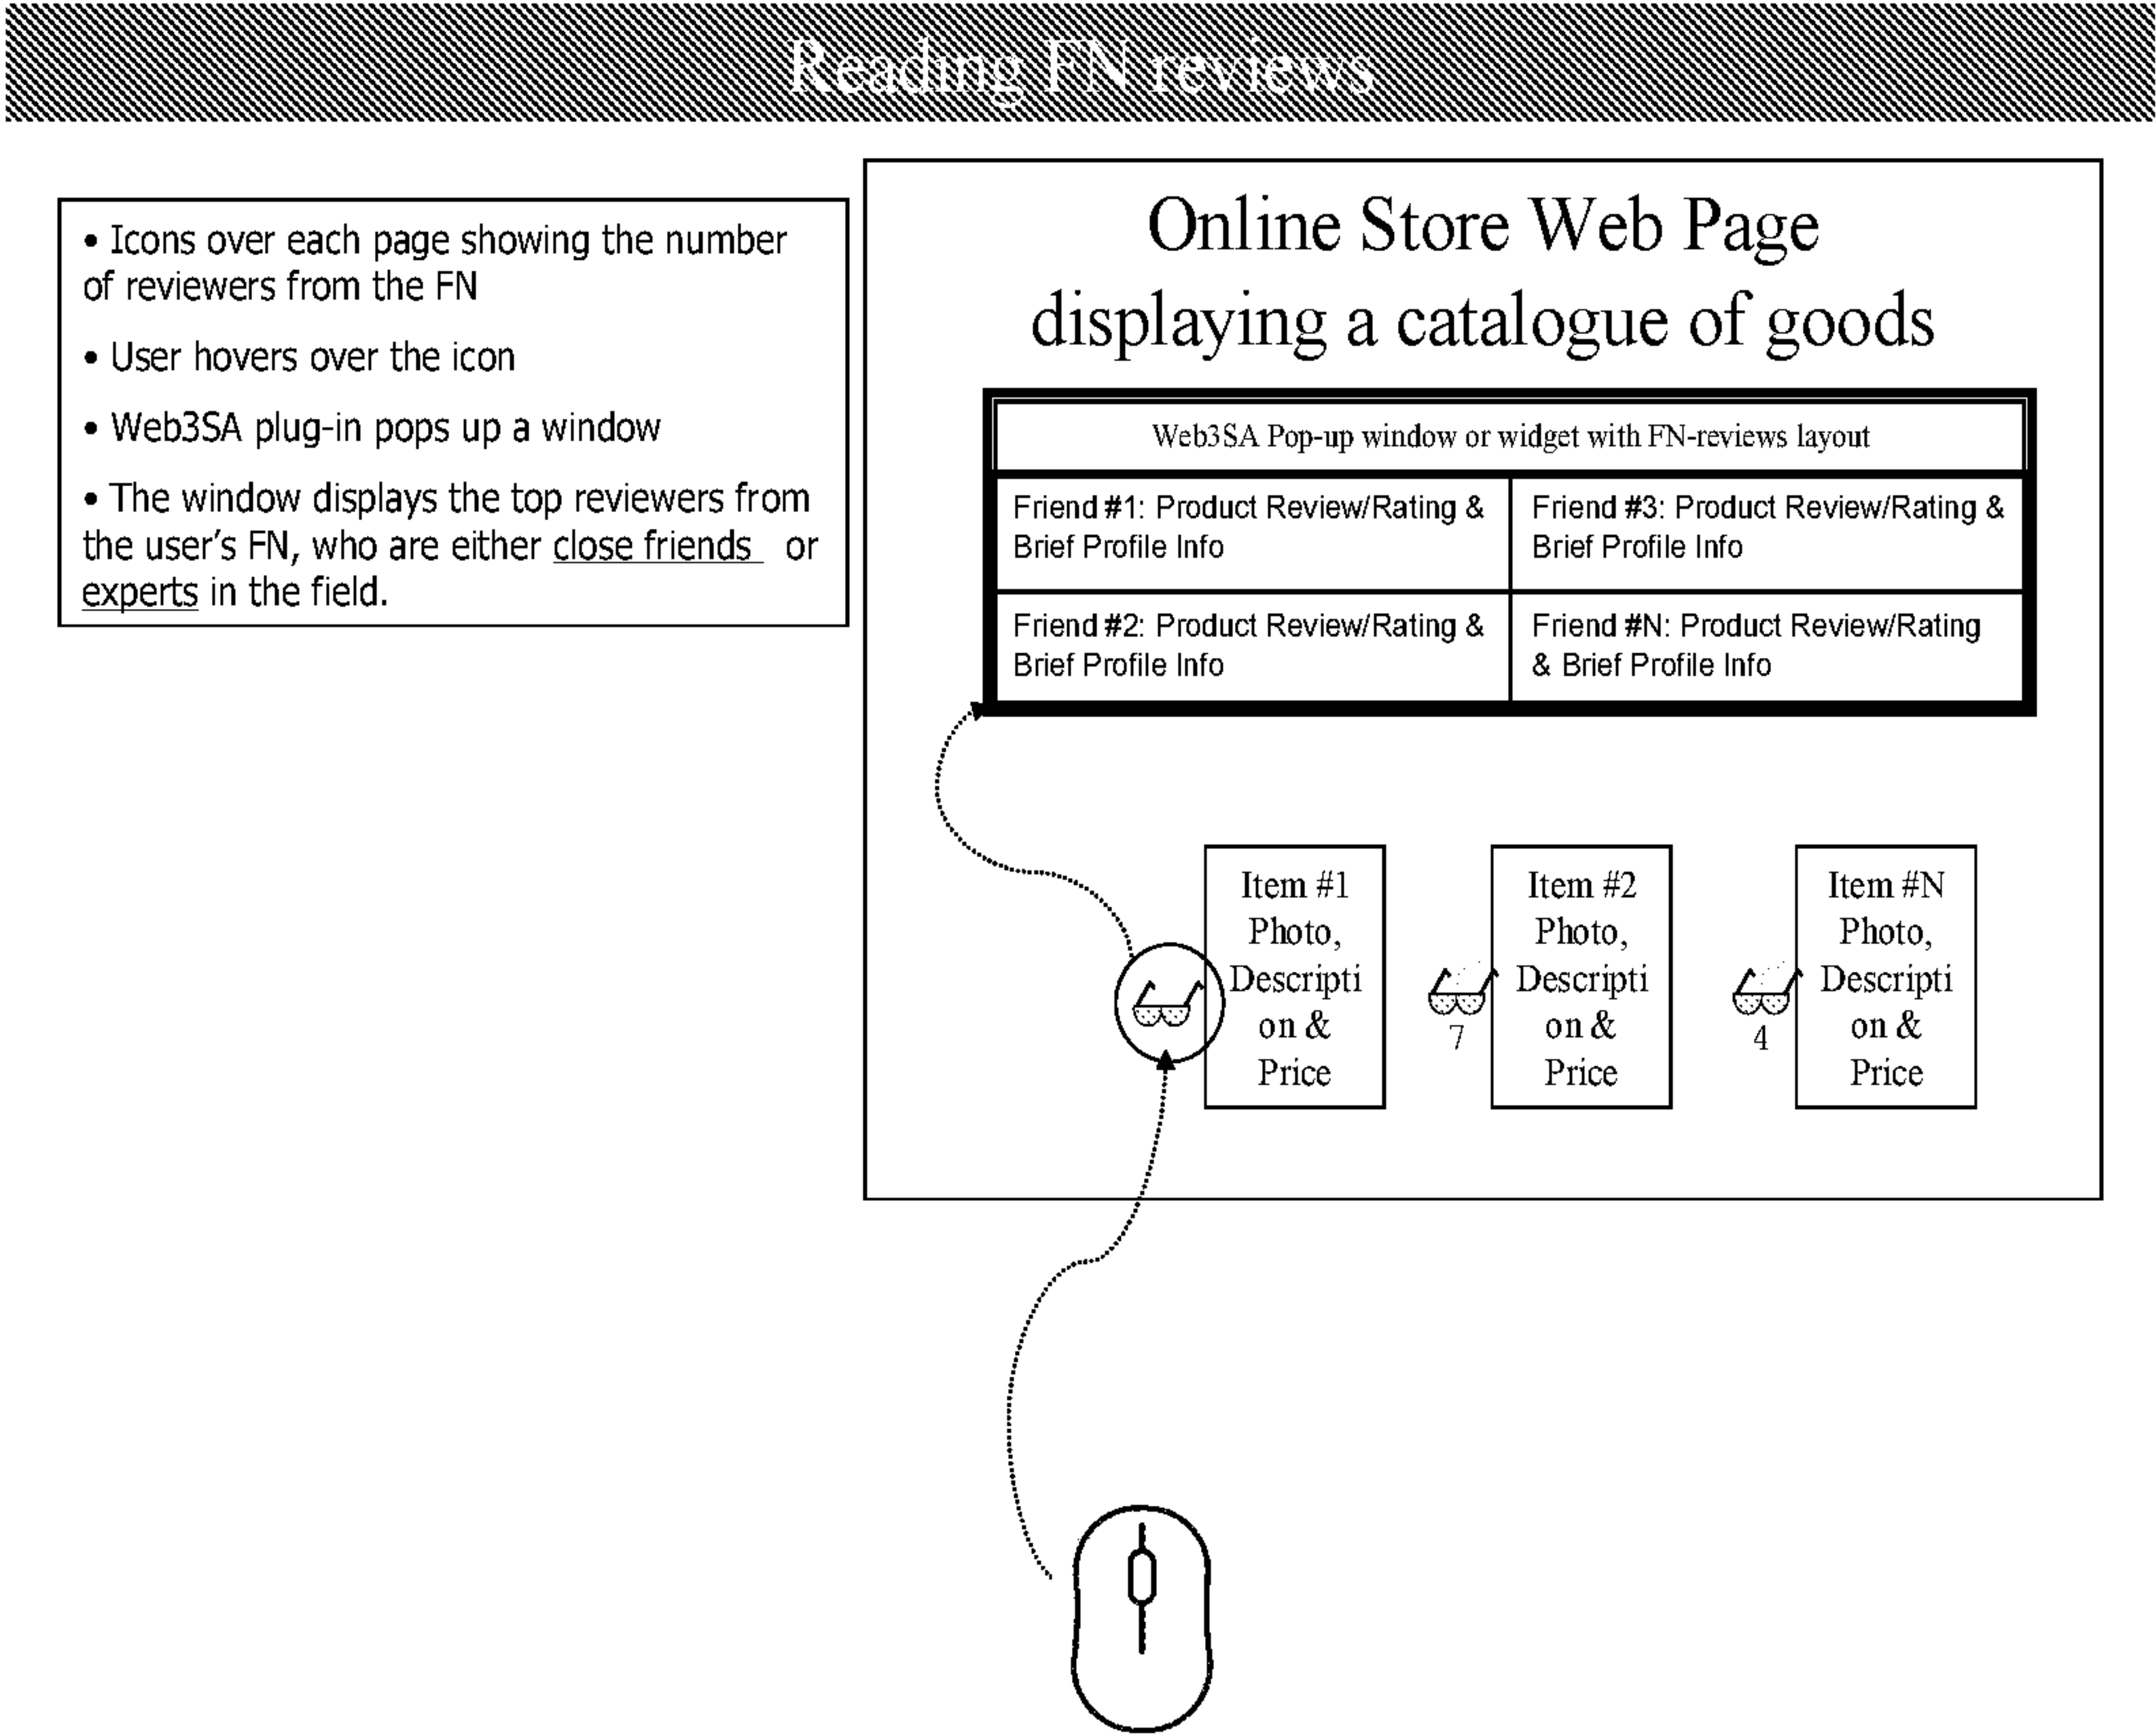 Reading FN reviews
• Icons over each page showing the number
of reviewers from the FN
• User hovers over the icon
• Web3SA plug-in pops up a window
• The window displays the top reviewers from
the user's FN, who are either close friends or
experts in the field.
Online Store Web Page
displaying a catalogue of goods
Web3SA Pop-up window or widget with FN-reviews layout
Friend #1: Product Review/Rating &
Brief Profile Info
Friend #3: Product Review/Rating &
Brief Profile Info
Friend #2: Product Review/Rating &
Brief Profile Info
Friend #N: Product Review/Rating
& Brief Profile Info
Item #1
Photo,
Descripti
on &
Price
7
Item #2
Photo,
Descripti
on &
Price
4
Item #N
Photo,
Descripti
on &
Price